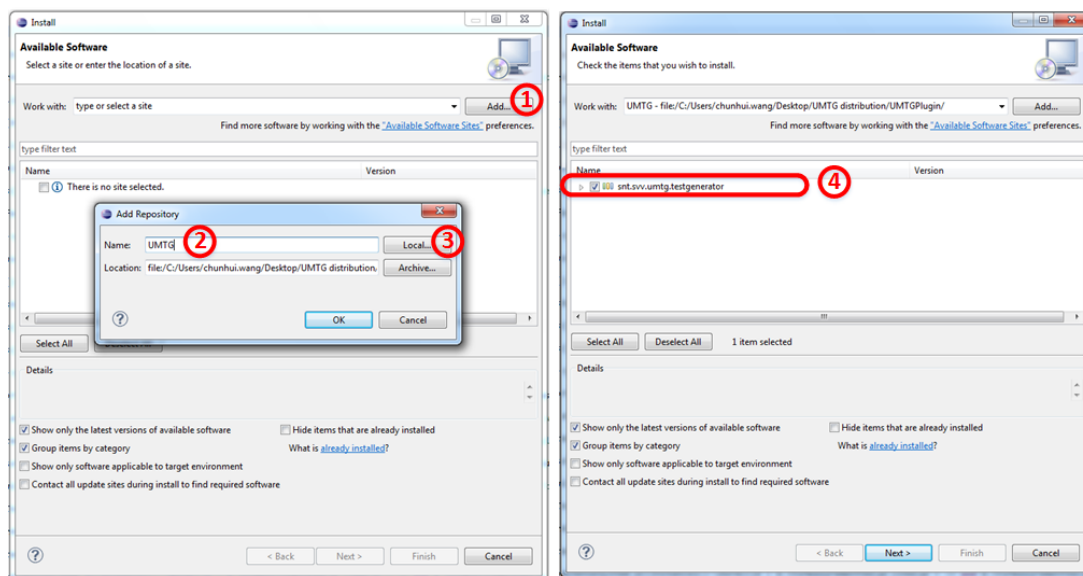 Install
Available Software
Select a site or enter the location of a site.
Work with: type or select a site Add... 1
Find more software by working with the "Available Software Sites" preferences.
type filter text
Name Version
There is no site selected.
Add Repository
Name: UMTG 2 Local... 3
Location: file:/C:/Users/chunhui.wang/Desktop/UMTG distribution, Archive...
OK Cancel
Select All
Details
Show only the latest versions of available software Hide items that are already installed
Group items by category What is already installed?
Show only software applicable to target environment
Contact all update sites during install to find required software
< Back Next > Finish Cancel
Install
Available Software
Check the items that you wish to install.
Work with: UMTG - file:/C:/Users/chunhui.wang/Desktop/UMTG distribution/UMTGPlugin/ Add...
Find more software by working with the "Available Software Sites" preferences.
type filter text
Name Version
snt.svv.umtg.testgenerator 4
Select All Deselect All 1 item selected
Details
Show only the latest versions of available software Hide items that are already installed
Group items by category What is already installed?
Show only software applicable to target environment
Contact all update sites during install to find required software
< Back Next > Finish Cancel